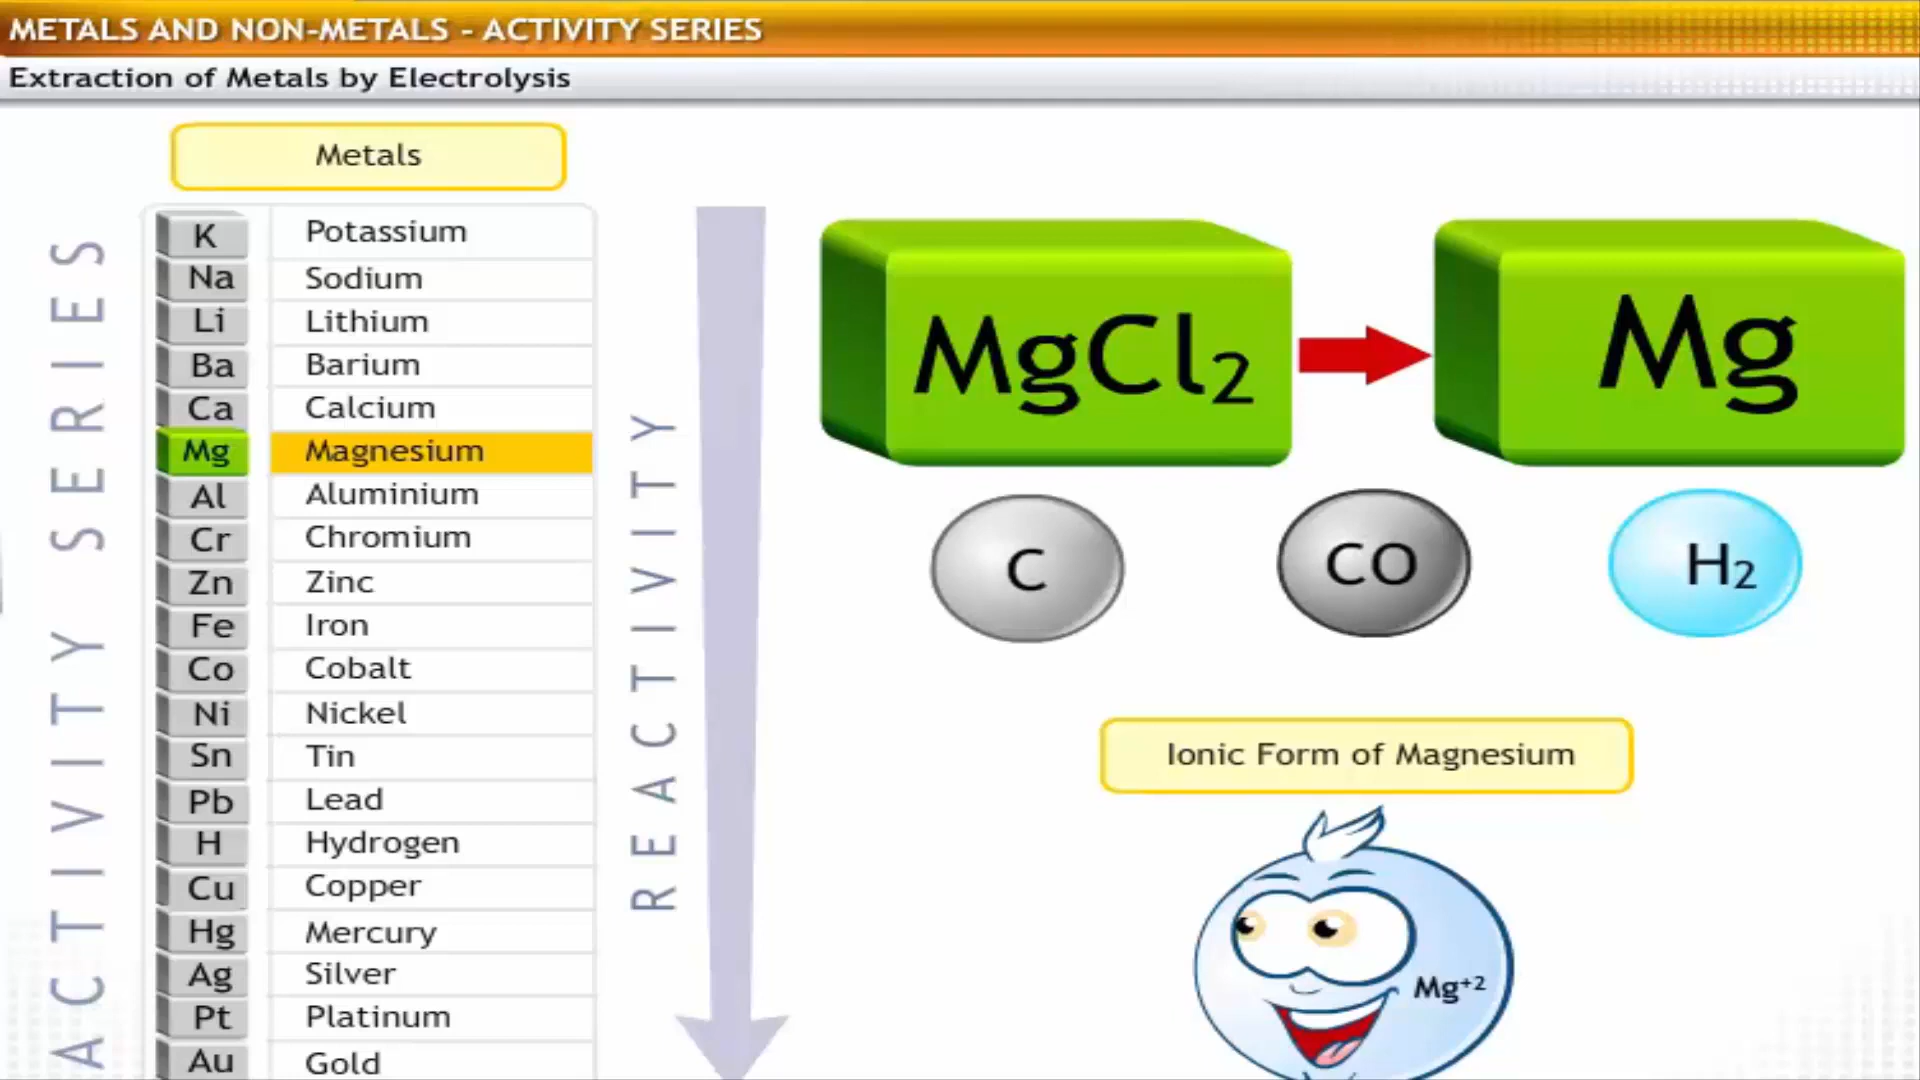 METALS AND NON-METALS - ACTIVITY SERIES
Extraction of Metals by Electrolysis
Metals
ACTIVITY SERIES
K Potassium
Na Sodium
Li Lithium
Ba Barium
Ca Calcium
Mg Magnesium
Al Aluminium
Cr Chromium
Zn Zinc
Fe Iron
Co Cobalt
Ni Nickel
Sn Tin
Pb Lead
H Hydrogen
Cu Copper
Hg Mercury
Ag Silver
Pt Platinum
Au Gold
REACTIVITY
MgCl₂ Mg
C CO H₂
Ionic Form of Magnesium
Mg⁺²